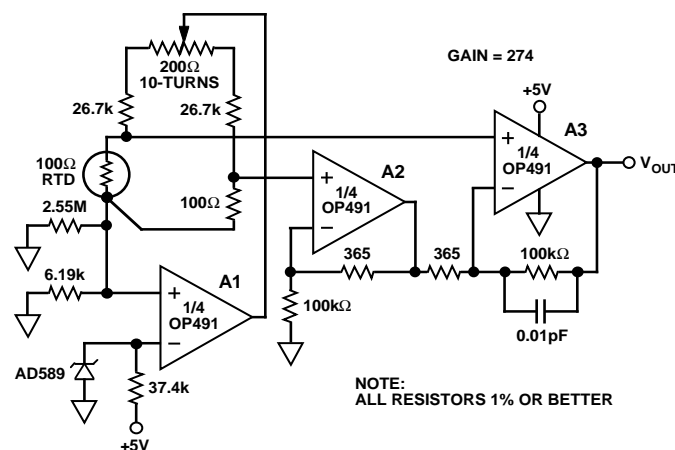 200Ω
10-TURNS
GAIN = 274
26.7k
26.7k
+5V
A3
+
1/4
OP491
–
VOUT
100Ω
RTD
A2
+
1/4
OP491
–
100Ω
2.55M
365
365
100kΩ
6.19k
A1
+
1/4
OP491
–
100kΩ
0.01pF
AD589
37.4k
+5V
NOTE:
ALL RESISTORS 1% OR BETTER